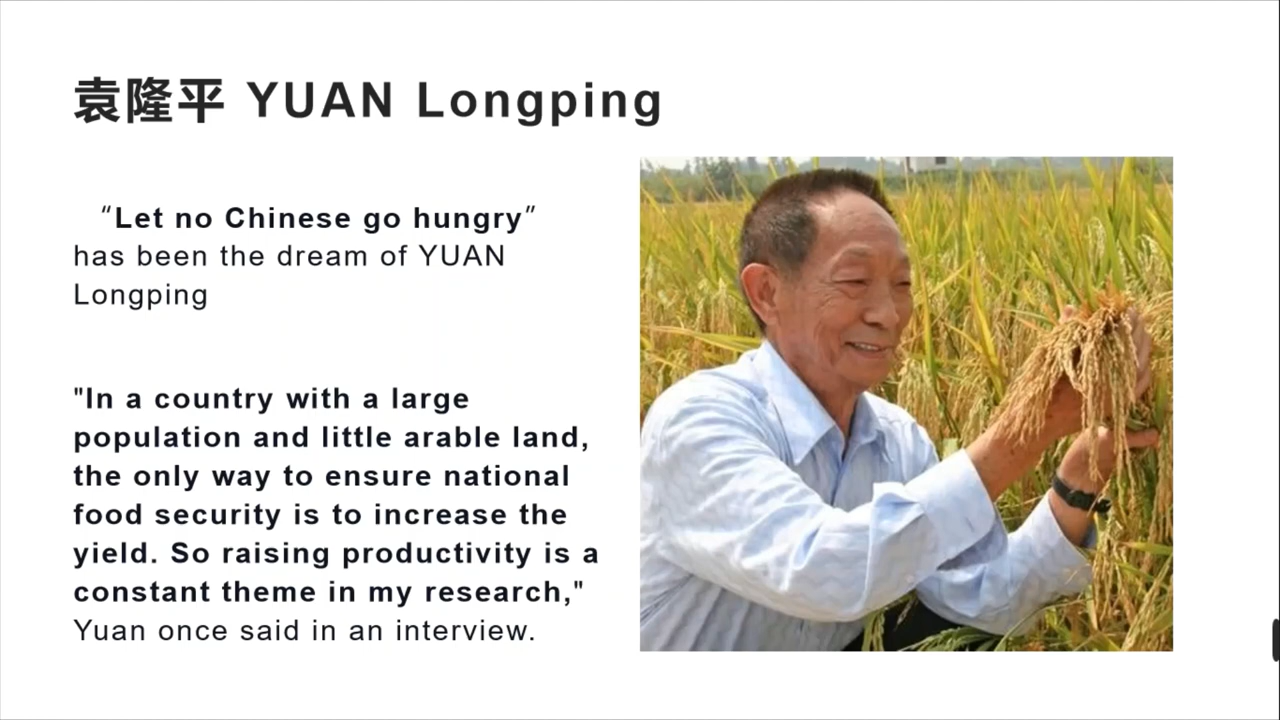 袁隆平 YUAN Longping
“Let no Chinese go hungry”
has been the dream of YUAN
Longping
"In a country with a large
population and little arable land,
the only way to ensure national
food security is to increase the
yield. So raising productivity is a
constant theme in my research,"
Yuan once said in an interview.